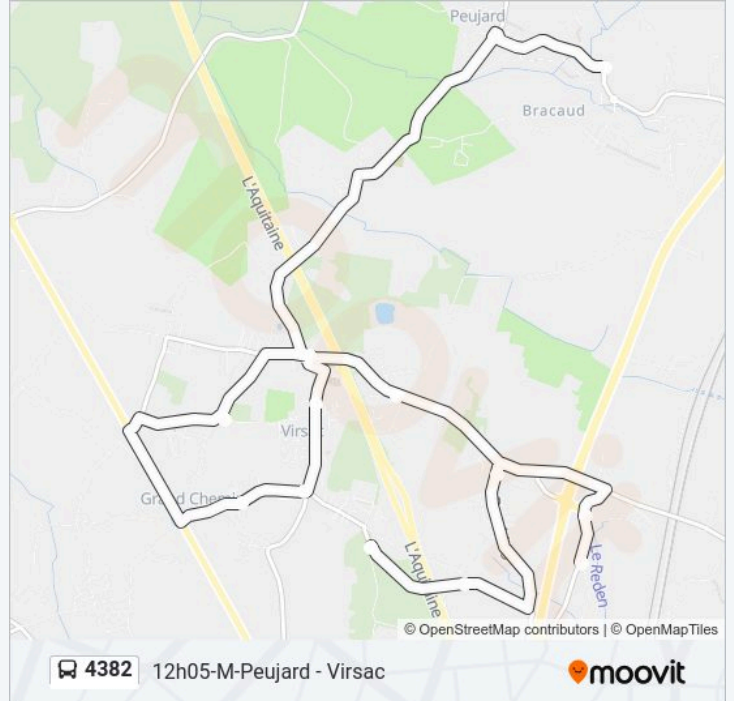 Peujard
Bracaud
L'Aquitaine
Virsac
Grand Chemin
L'Aquitaine
Le Reden
© OpenStreetMap contributors | © OpenMapTiles
4382 12h05-M-Peujard - Virsac
moovit